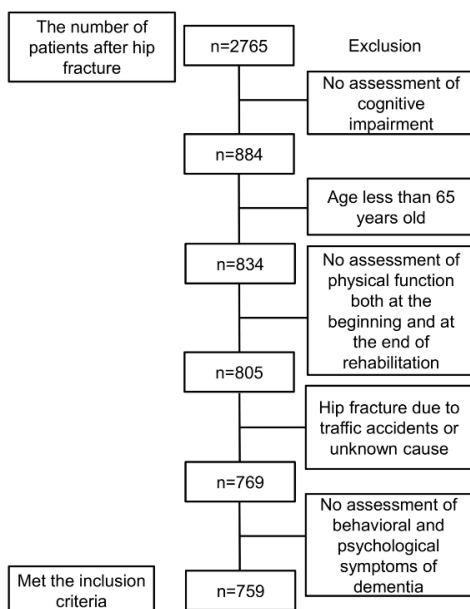 The number of
patients after hip
fracture
n=2765
Exclusion
No assessment of
cognitive
impairment
n=884
Age less than 65
years old
n=834
No assessment of
physical function
both at the
beginning and at
the end of
rehabilitation
n=805
Hip fracture due to
traffic accidents or
unknown cause
n=769
No assessment of
behavioral and
psychological
symptoms of
dementia
Met the inclusion
criteria
n=759